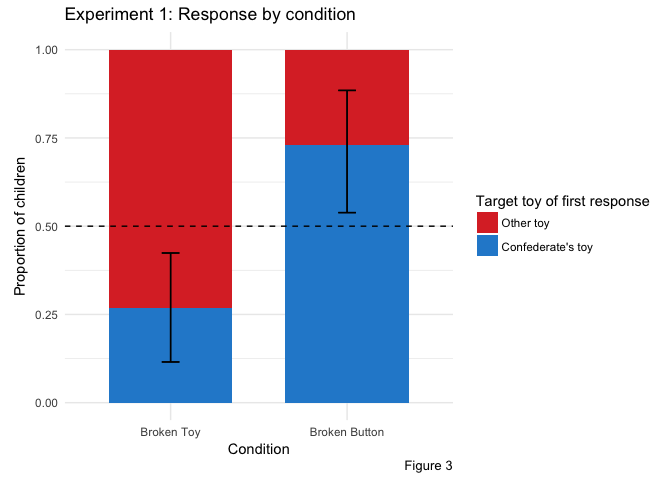 Experiment 1: Response by condition
1.00
0.75
0.50
0.25
0.00
Proportion of children
Broken Toy
Broken Button
Condition
Target toy of first response
Other toy
Confederate's toy
Figure 3